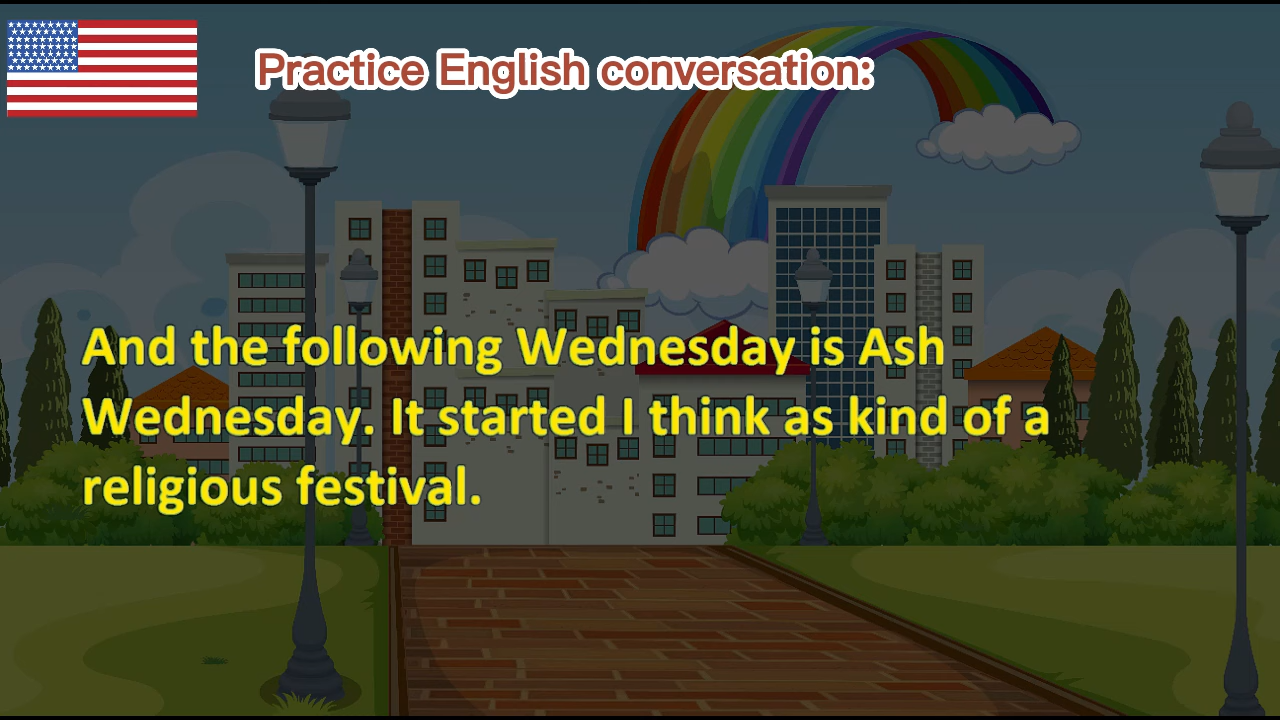 Practice English conversation:
And the following Wednesday is Ash
Wednesday. It started I think as kind of a
religious festival.